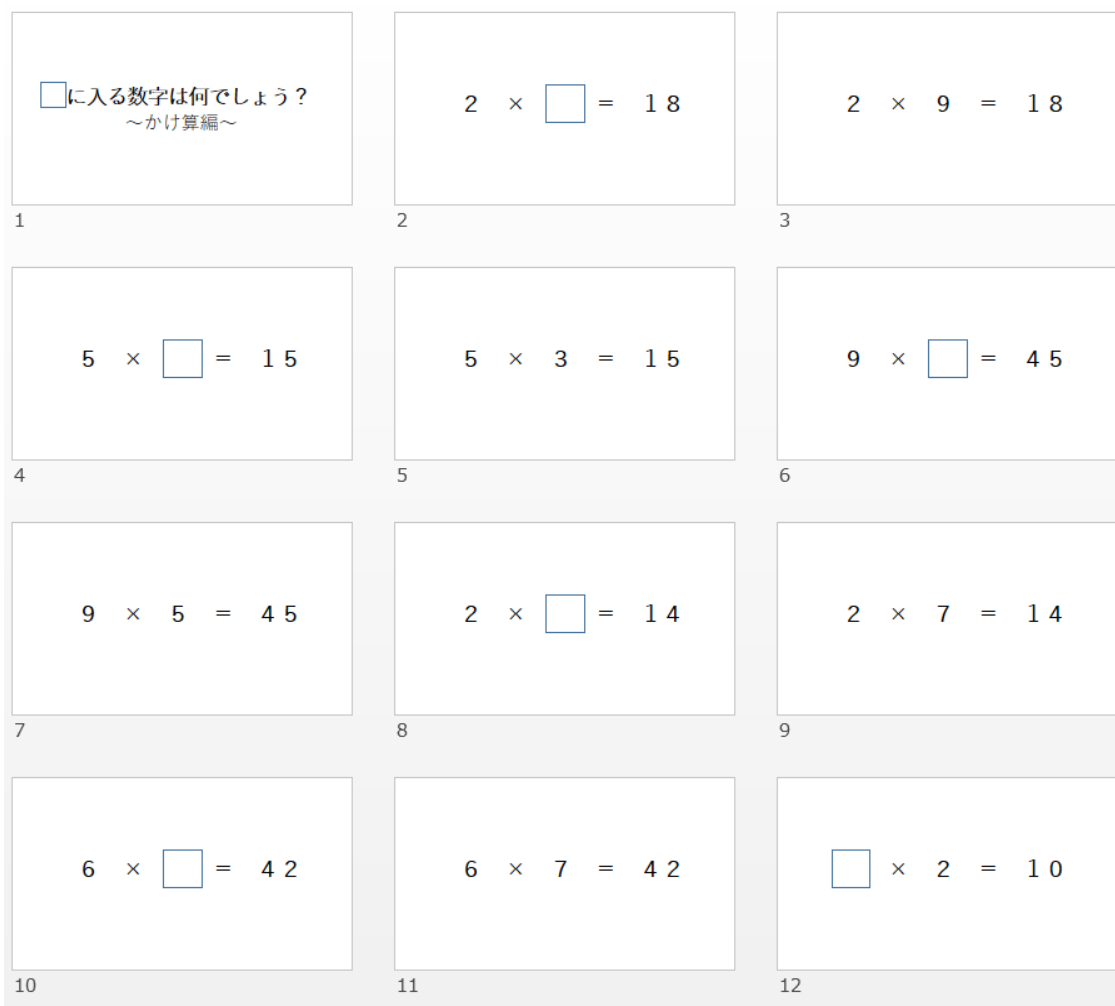 □に入る数字は何でしょう？
～かけ算編～
1
2 × □ = 18
2
2 × 9 = 18
3
5 × □ = 15
4
5 × 3 = 15
5
9 × □ = 45
6
9 × 5 = 45
7
2 × □ = 14
8
2 × 7 = 14
9
6 × □ = 42
10
6 × 7 = 42
11
□ × 2 = 10
12